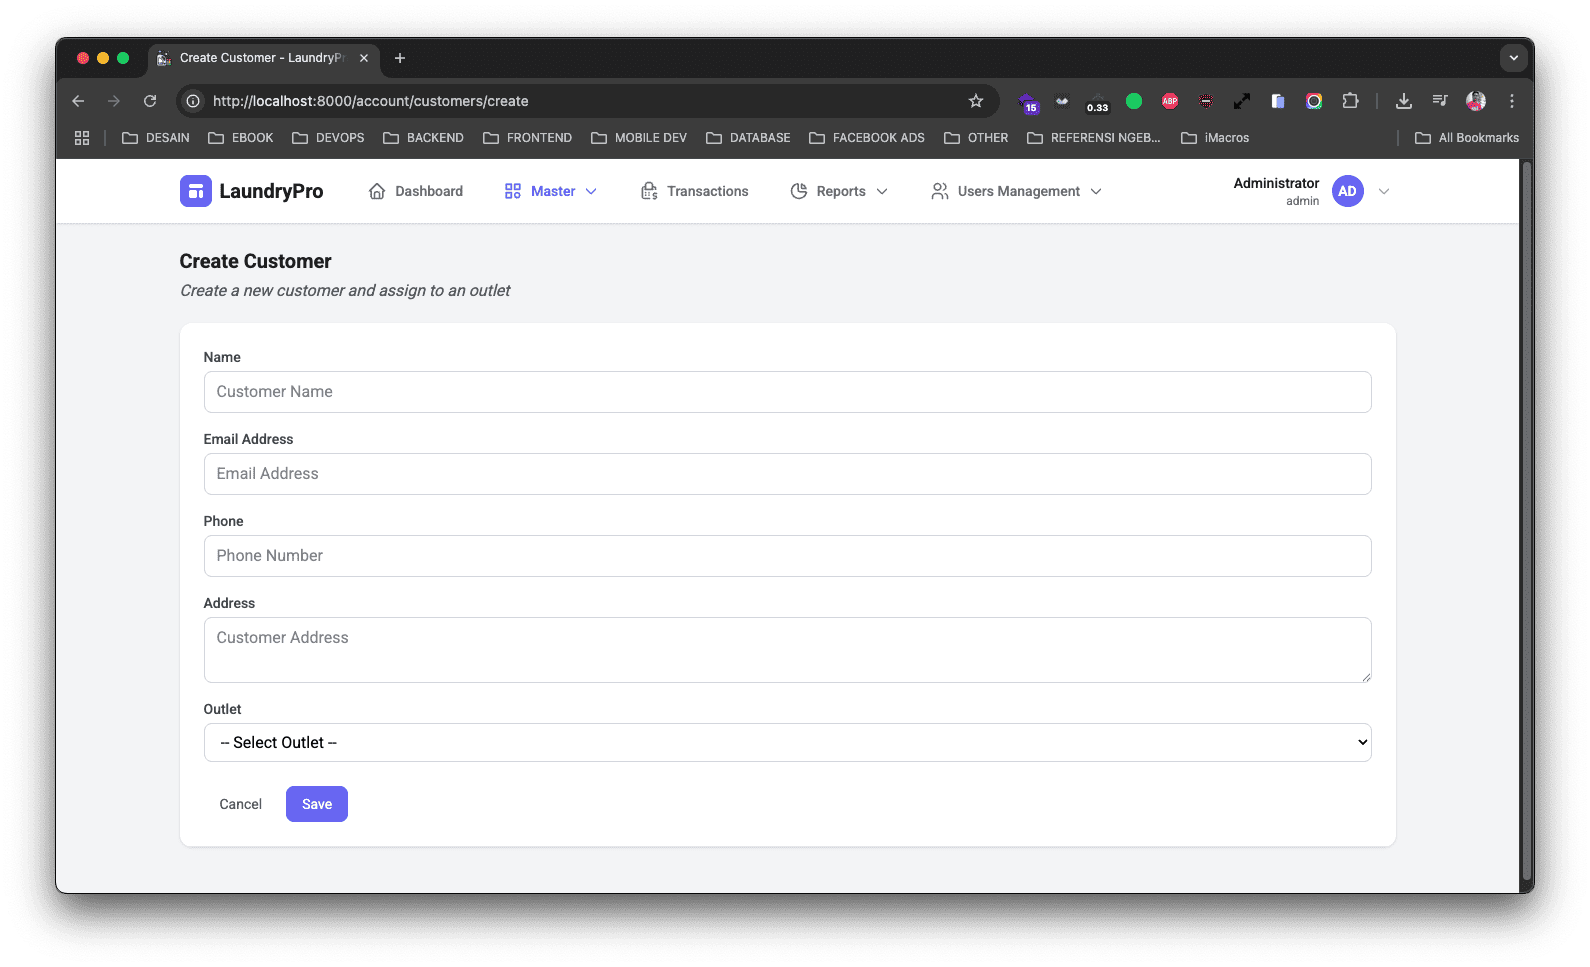 Create Customer - LaundryPr
http://localhost:8000/account/customers/create
15
0.33
ABP
DESAIN
EBOOK
DEVOPS
BACKEND
FRONTEND
MOBILE DEV
DATABASE
FACEBOOK ADS
OTHER
REFERENSI NGEB...
iMacros
All Bookmarks
LaundryPro
Dashboard
Master
Transactions
Reports
Users Management
Administrator
admin
AD
Create Customer
Create a new customer and assign to an outlet
Name
Customer Name
Email Address
Email Address
Phone
Phone Number
Address
Customer Address
Outlet
-- Select Outlet --
Cancel
Save